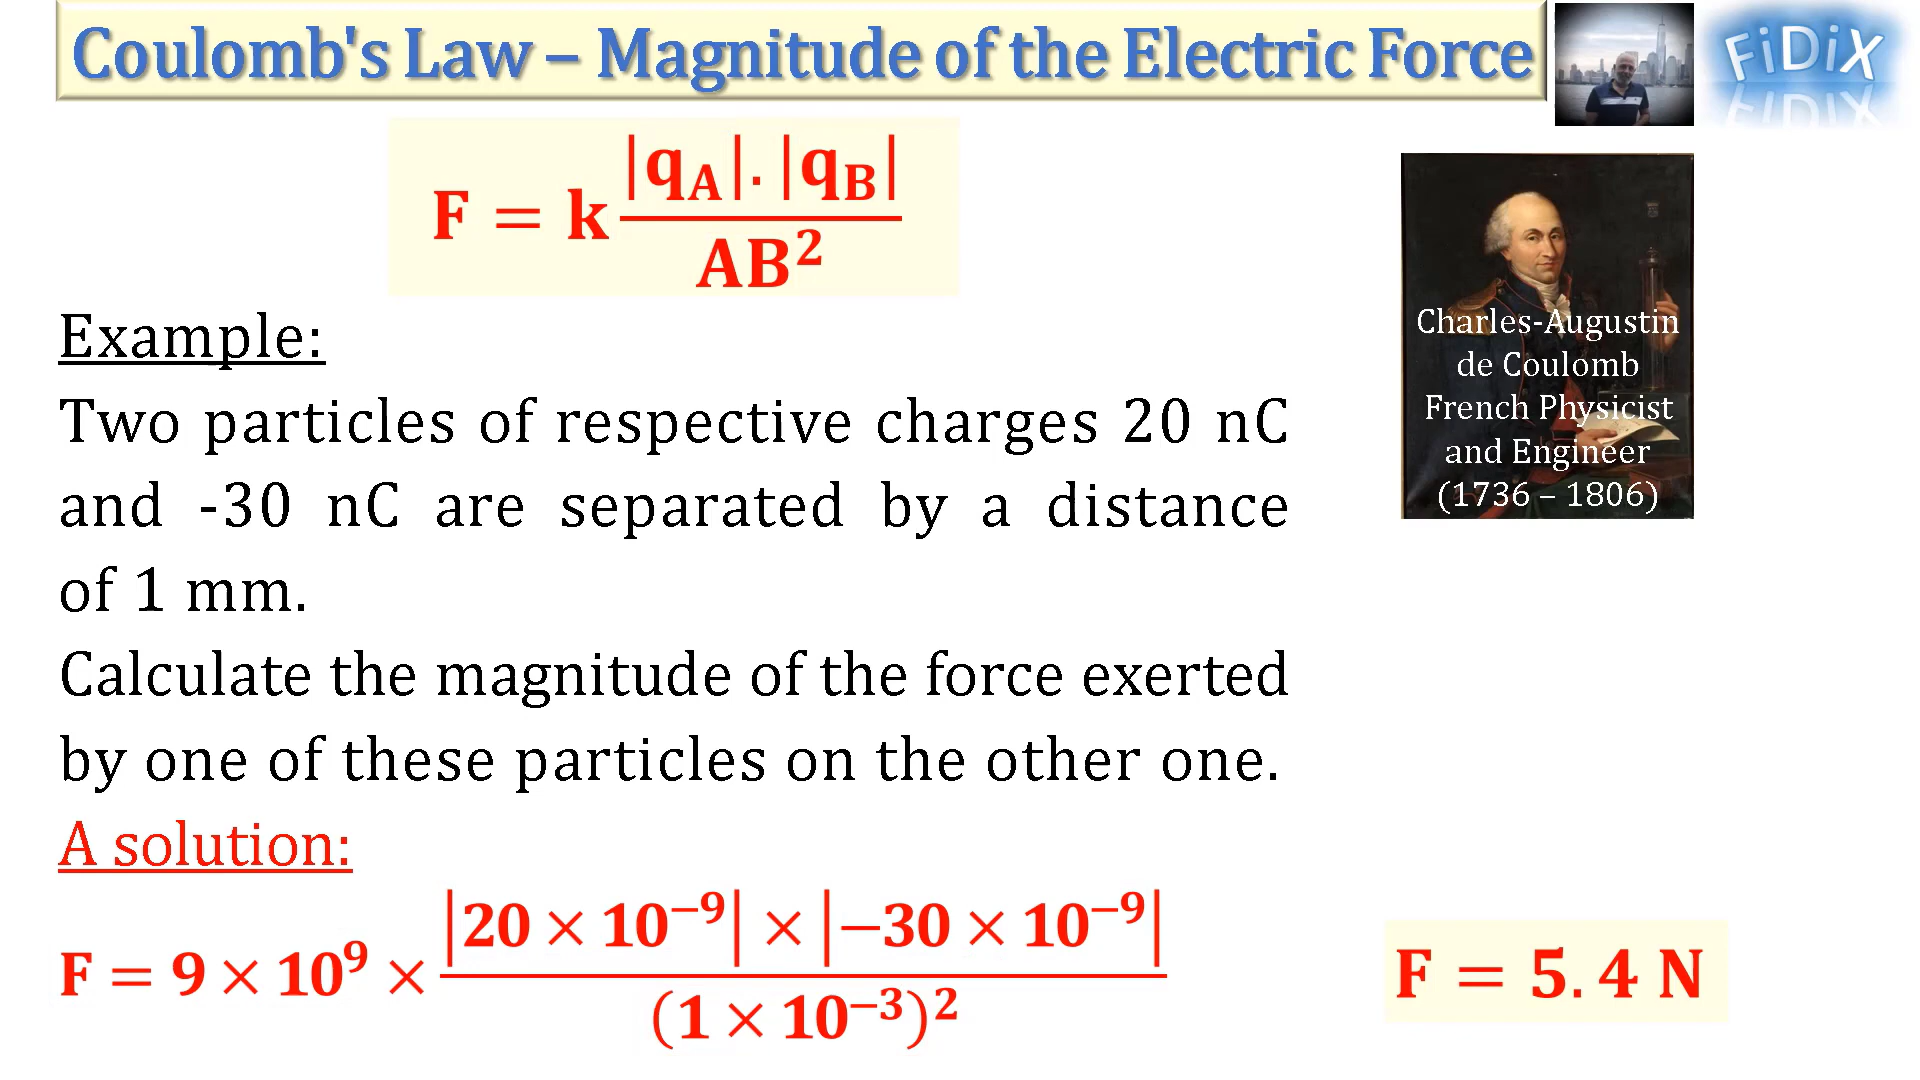 Coulomb's Law – Magnitude of the Electric Force
FiDiX
F = k |qA|. |qB| / AB²
Charles-Augustin
de Coulomb
French Physicist
and Engineer
(1736 – 1806)
Example:
Two particles of respective charges 20 nC
and -30 nC are separated by a distance
of 1 mm.
Calculate the magnitude of the force exerted
by one of these particles on the other one.
A solution:
F = 9 × 10⁹ × |20 × 10⁻⁹| × |−30 × 10⁻⁹| / (1 × 10⁻³)²
F = 5.4 N